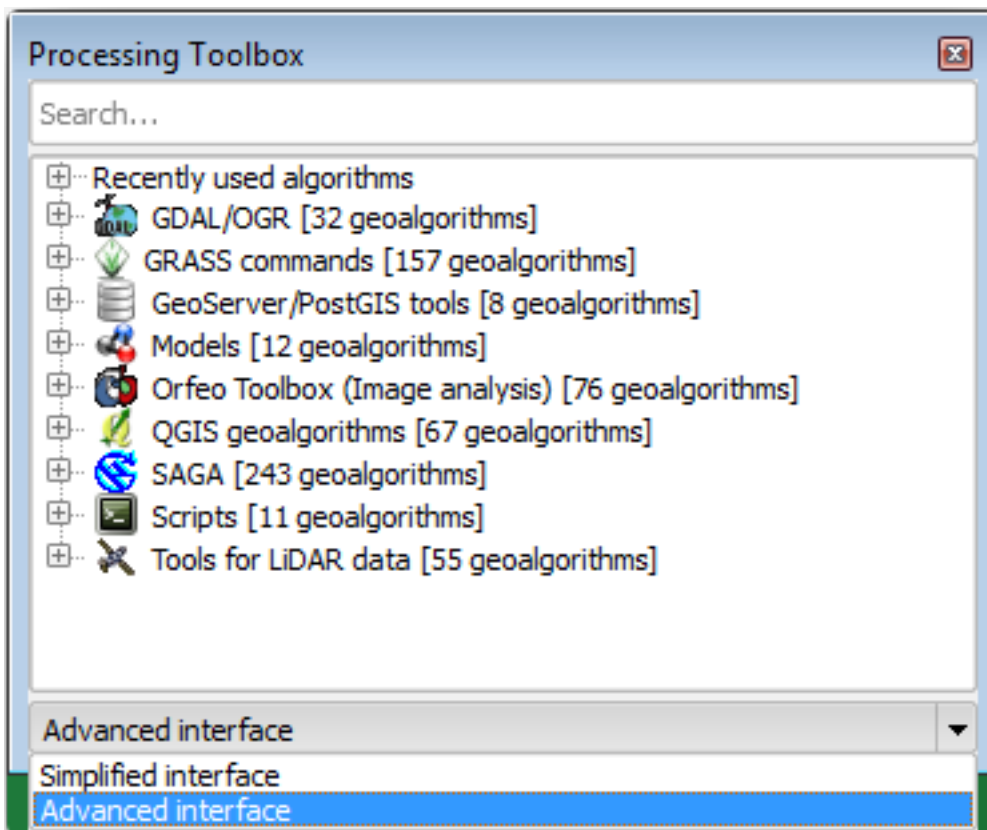 Processing Toolbox
Search...
Recently used algorithms
GDAL/OGR [32 geoalgorithms]
GRASS commands [157 geoalgorithms]
GeoServer/PostGIS tools [8 geoalgorithms]
Models [12 geoalgorithms]
Orfeo Toolbox (Image analysis) [76 geoalgorithms]
QGIS geoalgorithms [67 geoalgorithms]
SAGA [243 geoalgorithms]
Scripts [11 geoalgorithms]
Tools for LiDAR data [55 geoalgorithms]
Advanced interface
Simplified interface
Advanced interface